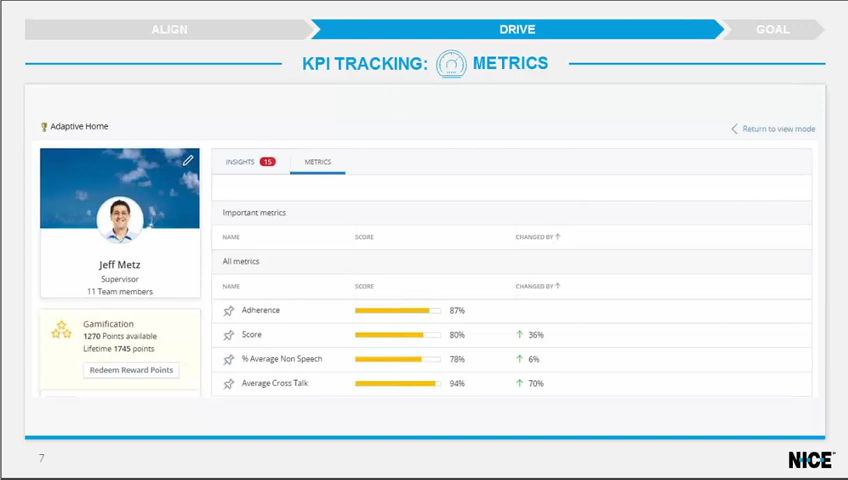 ALIGN
DRIVE
GOAL
KPI TRACKING: METRICS
Adaptive Home
Return to view mode
INSIGHTS 15
METRICS
Jeff Metz
Supervisor
11 Team members
Gamification
1270 Points available
Lifetime 1745 points
Redeem Reward Points
Important metrics
NAME SCORE CHANGED BY ↑
All metrics
NAME SCORE CHANGED BY ↑
Adherence 87%
Score 80% ↑ 36%
% Average Non Speech 78% ↑ 6%
Average Cross Talk 94% ↑ 70%
7
NICE